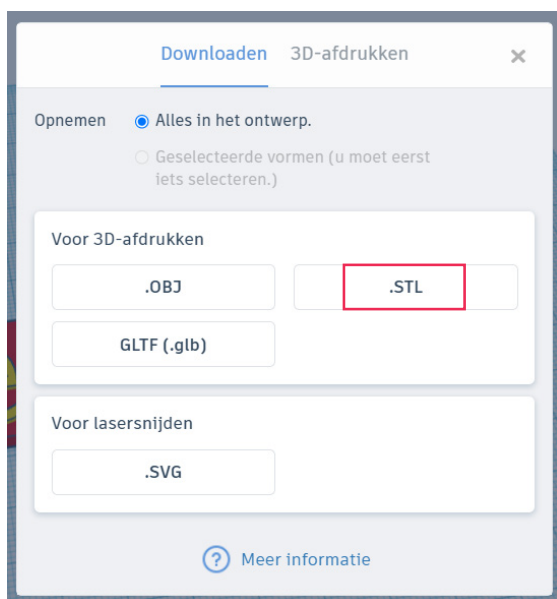 Downloaden 3D-afdrukken ×
Opnemen Alles in het ontwerp.
Geselecteerde vormen (u moet eerst
iets selecteren.)
Voor 3D-afdrukken
.OBJ .STL
GLTF (.glb)
Voor lasersnijden
.SVG
? Meer informatie